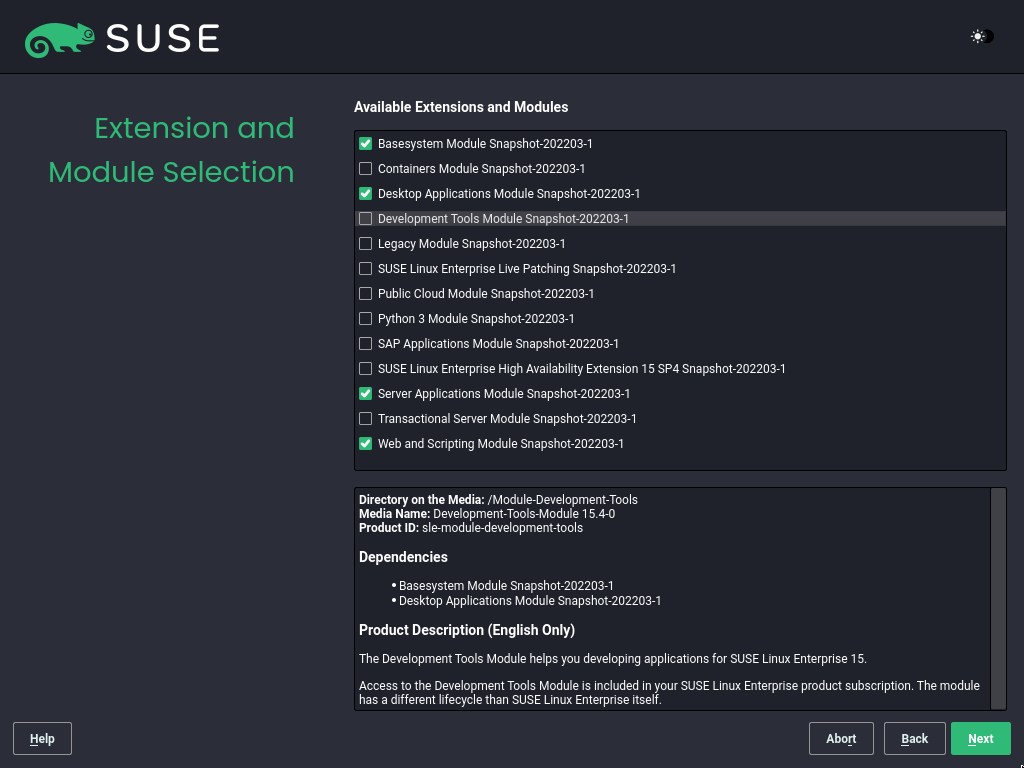 SUSE
Extension and
Module Selection
Available Extensions and Modules
Basesystem Module Snapshot-202203-1
Containers Module Snapshot-202203-1
Desktop Applications Module Snapshot-202203-1
Development Tools Module Snapshot-202203-1
Legacy Module Snapshot-202203-1
SUSE Linux Enterprise Live Patching Snapshot-202203-1
Public Cloud Module Snapshot-202203-1
Python 3 Module Snapshot-202203-1
SAP Applications Module Snapshot-202203-1
SUSE Linux Enterprise High Availability Extension 15 SP4 Snapshot-202203-1
Server Applications Module Snapshot-202203-1
Transactional Server Module Snapshot-202203-1
Web and Scripting Module Snapshot-202203-1
Directory on the Media: /Module-Development-Tools
Media Name: Development-Tools-Module 15.4-0
Product ID: sle-module-development-tools
Dependencies
• Basesystem Module Snapshot-202203-1
• Desktop Applications Module Snapshot-202203-1
Product Description (English Only)
The Development Tools Module helps you developing applications for SUSE Linux Enterprise 15.
Access to the Development Tools Module is included in your SUSE Linux Enterprise product subscription. The module
has a different lifecycle than SUSE Linux Enterprise itself.
Help
Abort
Back
Next